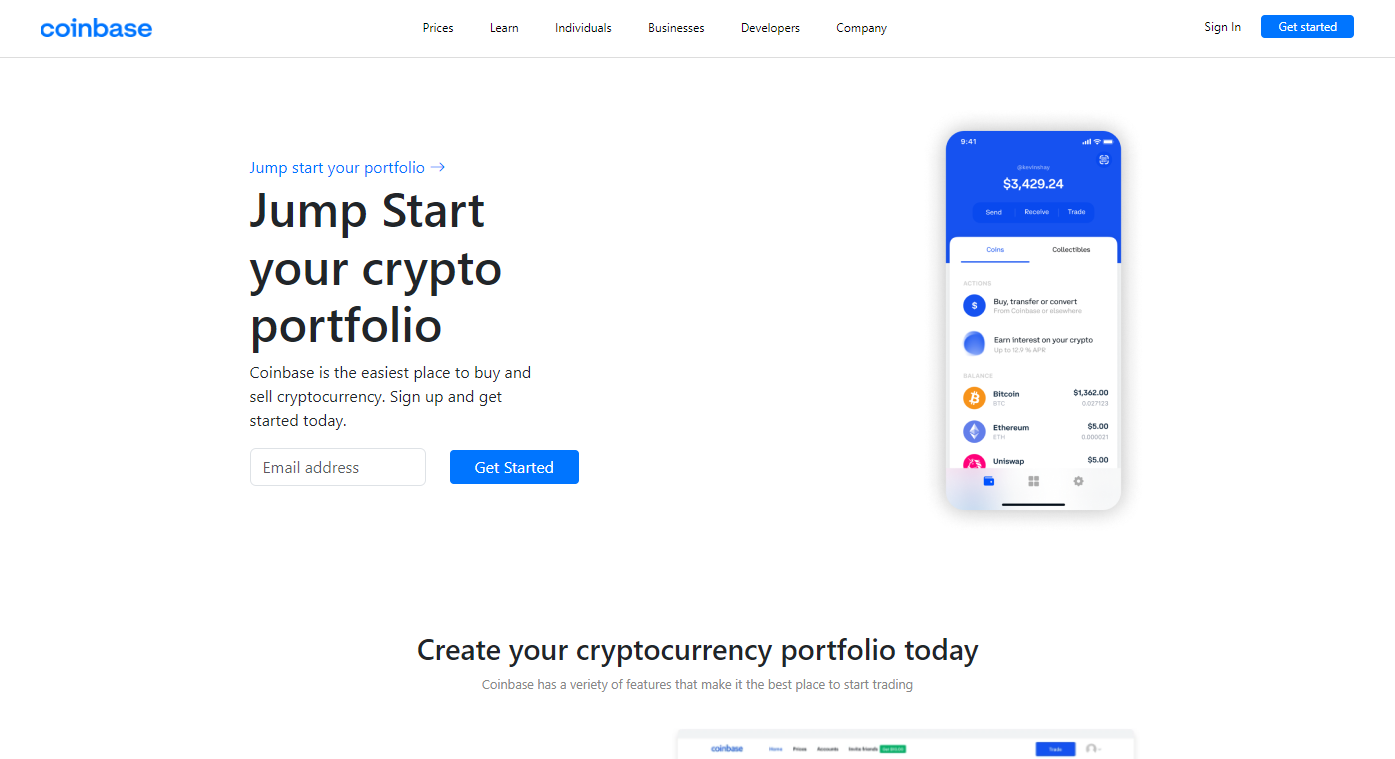 coinbase
Prices Learn Individuals Businesses Developers Company
Sign In Get started
Jump start your portfolio →
Jump Start
your crypto
portfolio
Coinbase is the easiest place to buy and
sell cryptocurrency. Sign up and get
started today.
Email address Get Started
9:41
@kevinshay
$3,429.24
Send Receive Trade
Coins Collectibles
ACTIONS
$ Buy, transfer or convert
From Coinbase or elsewhere
Earn interest on your crypto
Up to 12.9 % APR
BALANCE
Bitcoin $1,362.00
BTC 0.027123
Ethereum $5.00
ETH 0.000021
Uniswap $5.00
Create your cryptocurrency portfolio today
Coinbase has a veriety of features that make it the best place to start trading
coinbase Home Prices Accounts Invite friends Trade